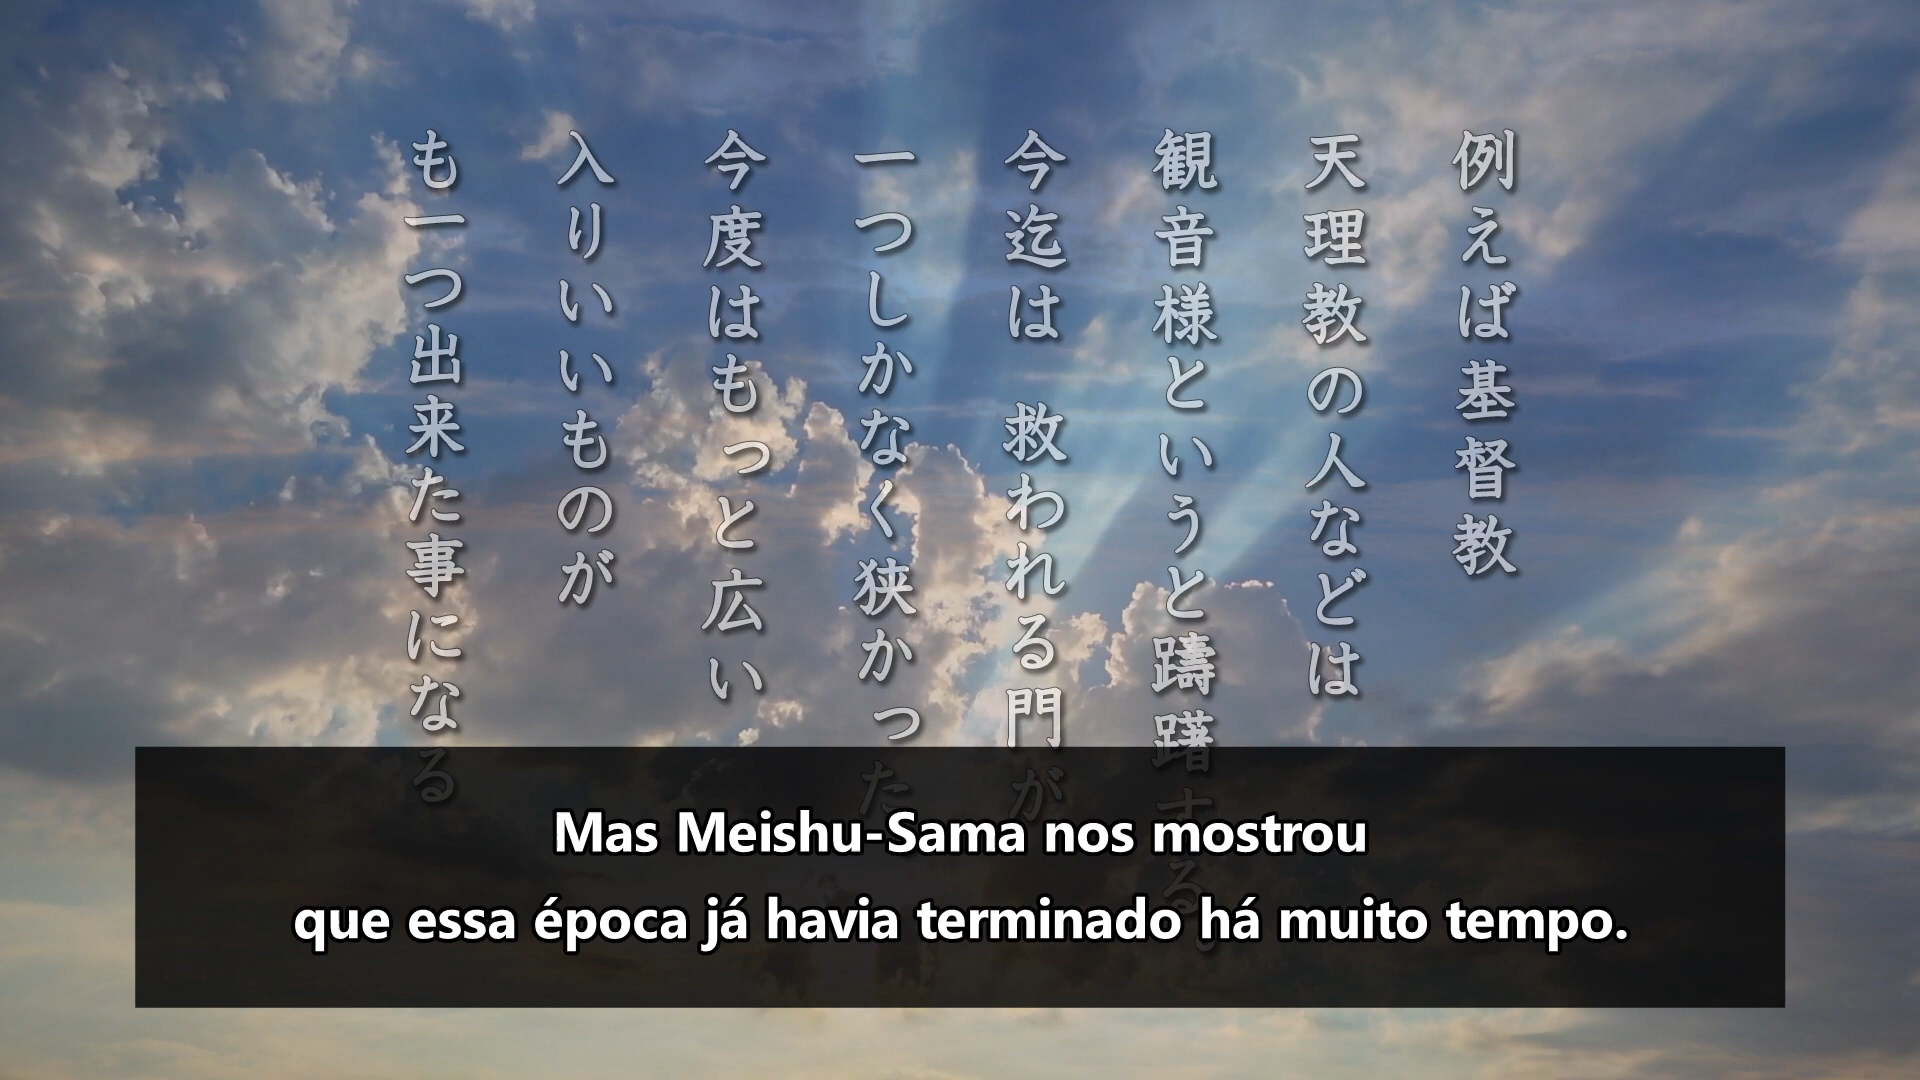 例えば基督教
天理教の人などは
観音様というと躊躇する。
今迄は 救われる門が
一つしかなく狭かった
今度はもっと広い
入りいいものが
も一つ出来た事になる
Mas Meishu-Sama nos mostrou
que essa época já havia terminado há muito tempo.